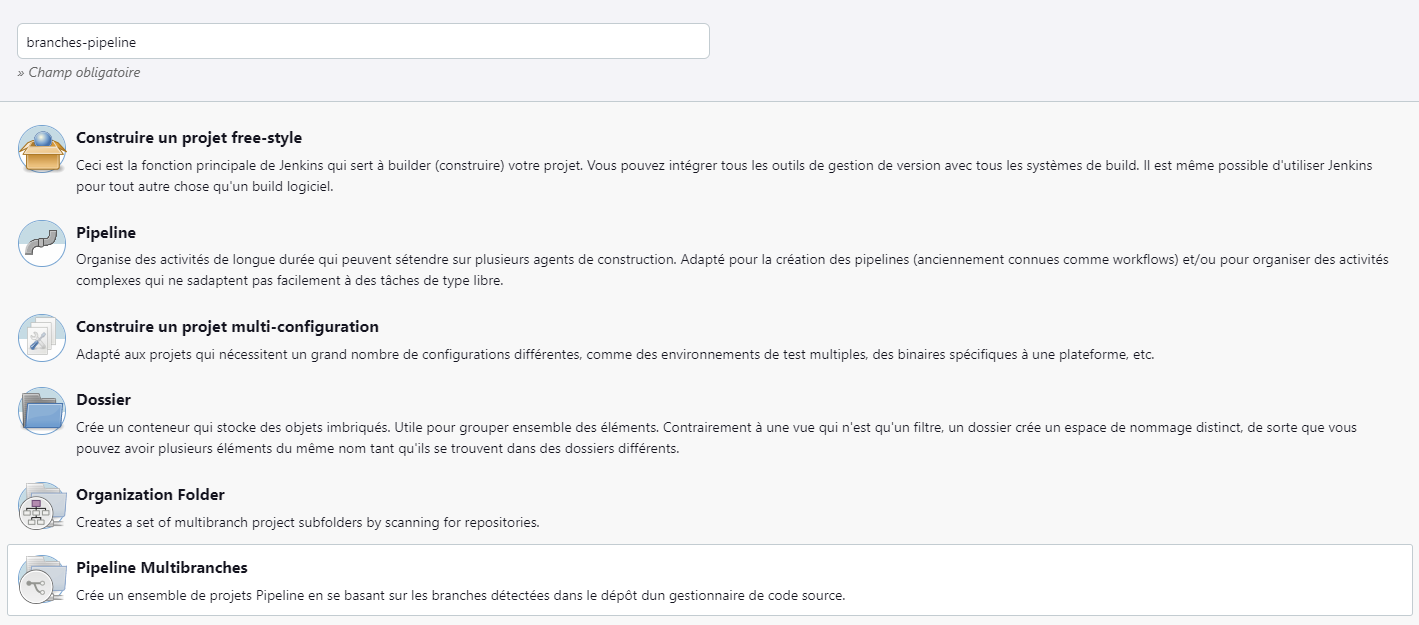 branches-pipeline
» Champ obligatoire
Construire un projet free-style
Ceci est la fonction principale de Jenkins qui sert à builder (construire) votre projet. Vous pouvez intégrer tous les outils de gestion de version avec tous les systèmes de build. Il est même possible d'utiliser Jenkins
pour tout autre chose qu'un build logiciel.
Pipeline
Organise des activités de longue durée qui peuvent sétendre sur plusieurs agents de construction. Adapté pour la création des pipelines (anciennement connues comme workflows) et/ou pour organiser des activités
complexes qui ne sadaptent pas facilement à des tâches de type libre.
Construire un projet multi-configuration
Adapté aux projets qui nécessitent un grand nombre de configurations différentes, comme des environnements de test multiples, des binaires spécifiques à une plateforme, etc.
Dossier
Crée un conteneur qui stocke des objets imbriqués. Utile pour grouper ensemble des éléments. Contrairement à une vue qui n'est qu'un filtre, un dossier crée un espace de nommage distinct, de sorte que vous
pouvez avoir plusieurs éléments du même nom tant qu'ils se trouvent dans des dossiers différents.
Organization Folder
Creates a set of multibranch project subfolders by scanning for repositories.
Pipeline Multibranches
Crée un ensemble de projets Pipeline en se basant sur les branches détectées dans le dépôt dun gestionnaire de code source.